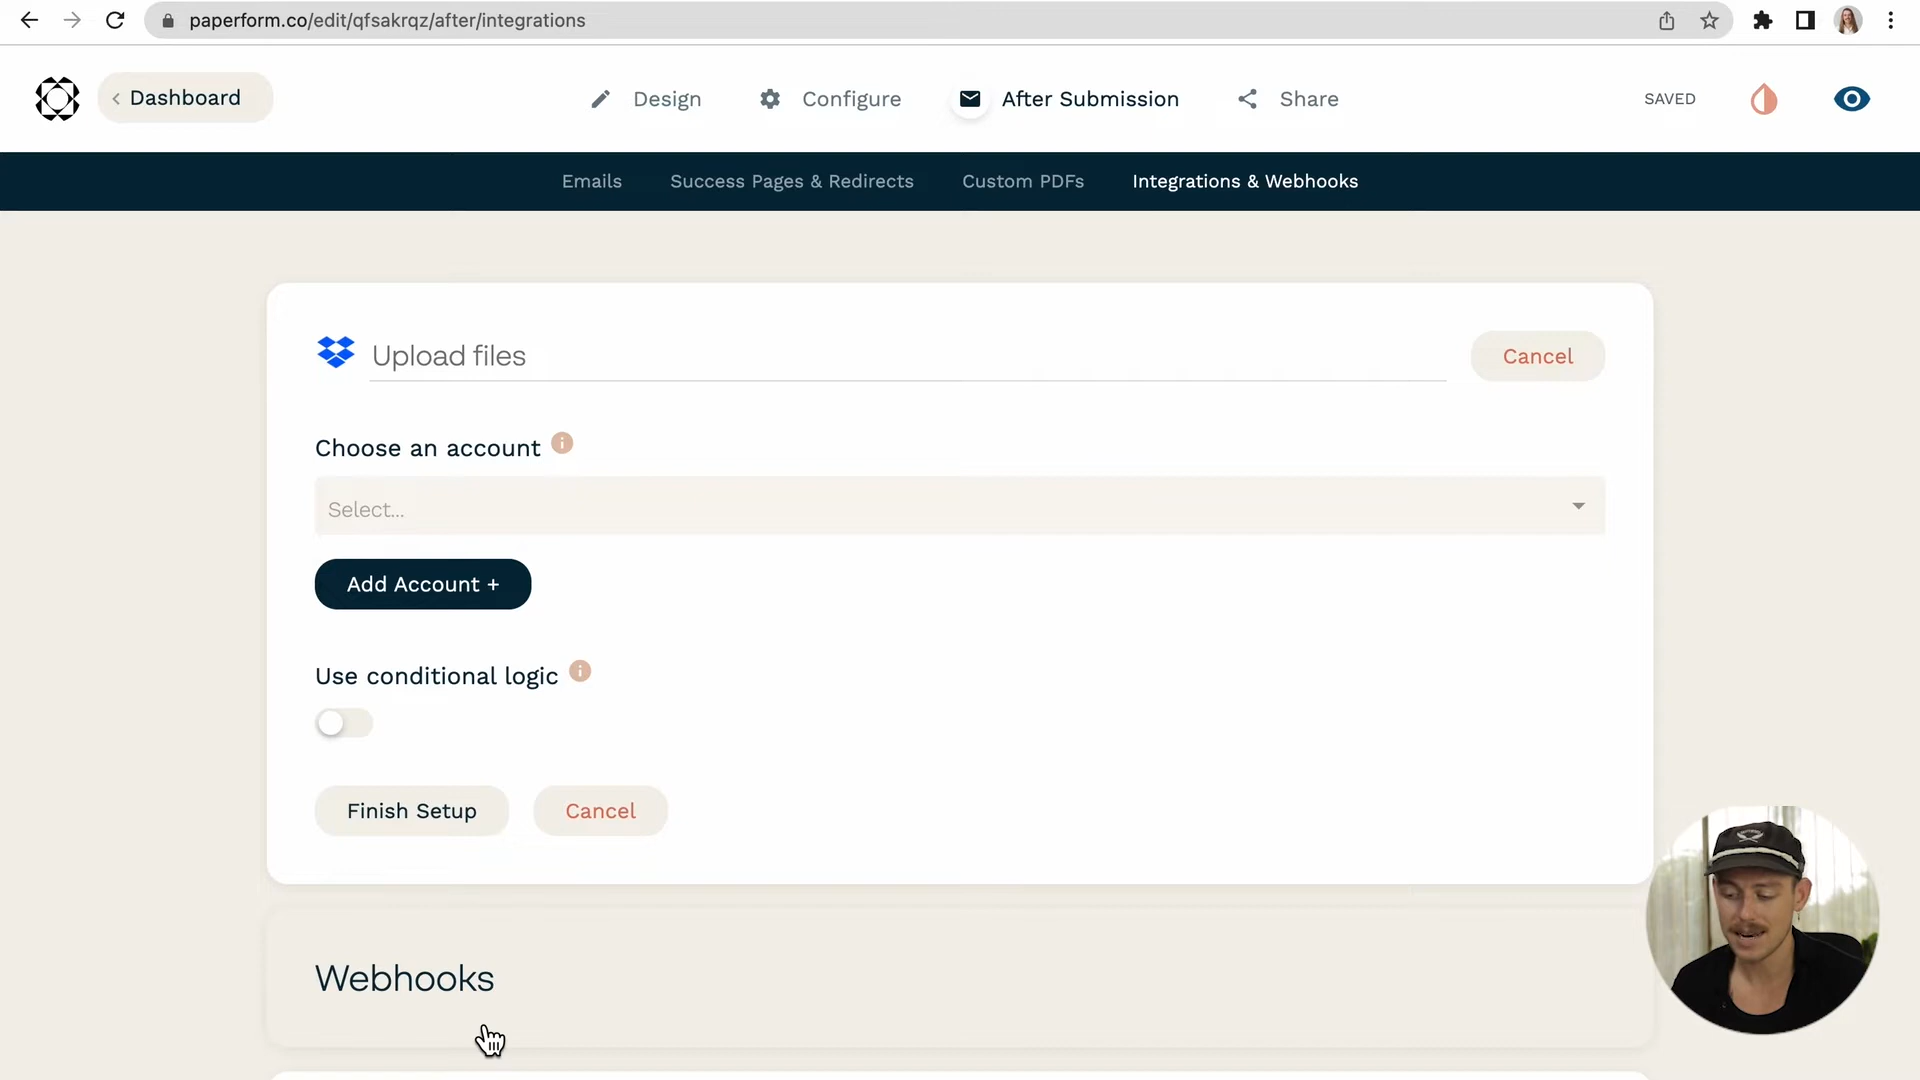 paperform.co/edit/qfsakrqz/after/integrations
Dashboard
Design
Configure
After Submission
Share
SAVED
Emails
Success Pages & Redirects
Custom PDFs
Integrations & Webhooks
Upload files
Cancel
Choose an account
Select...
Add Account +
Use conditional logic
Finish Setup
Cancel
Webhooks